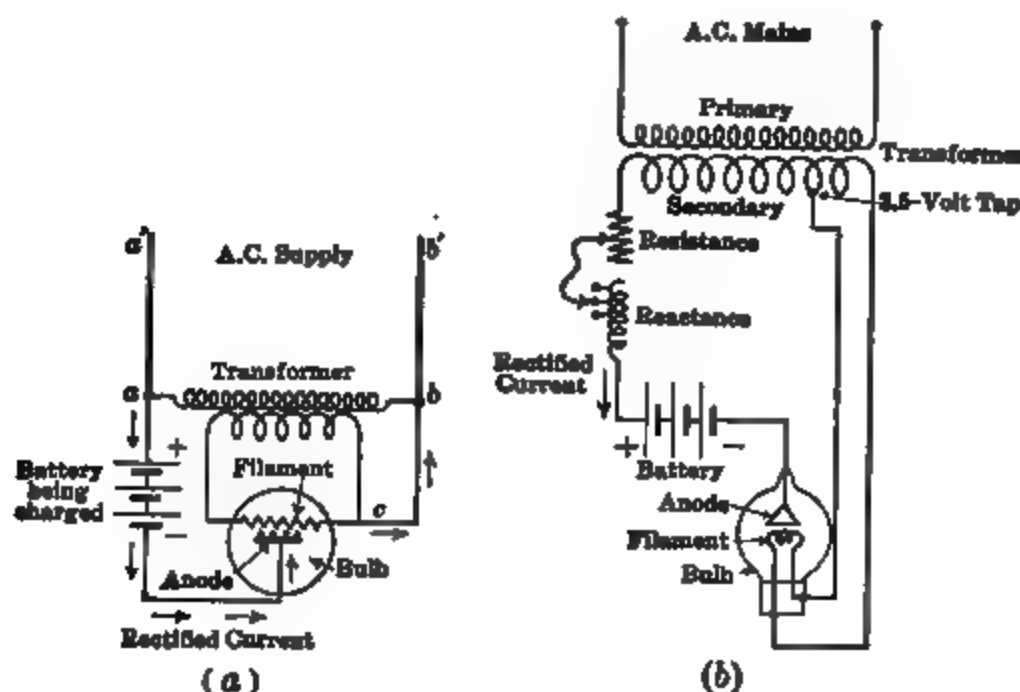 A.C. Mains
Primary
Transformer
Secondary
2.5-Volt Tap
Resistance
Reactance
Rectified
Current
+
−
Battery
Anode
Filament
Bulb
(b)
a'
A.C. Supply
b'
Transformer
a
b
+
Battery
being
charged
−
Filament
c
Anode
Bulb
Rectified Current
(a)